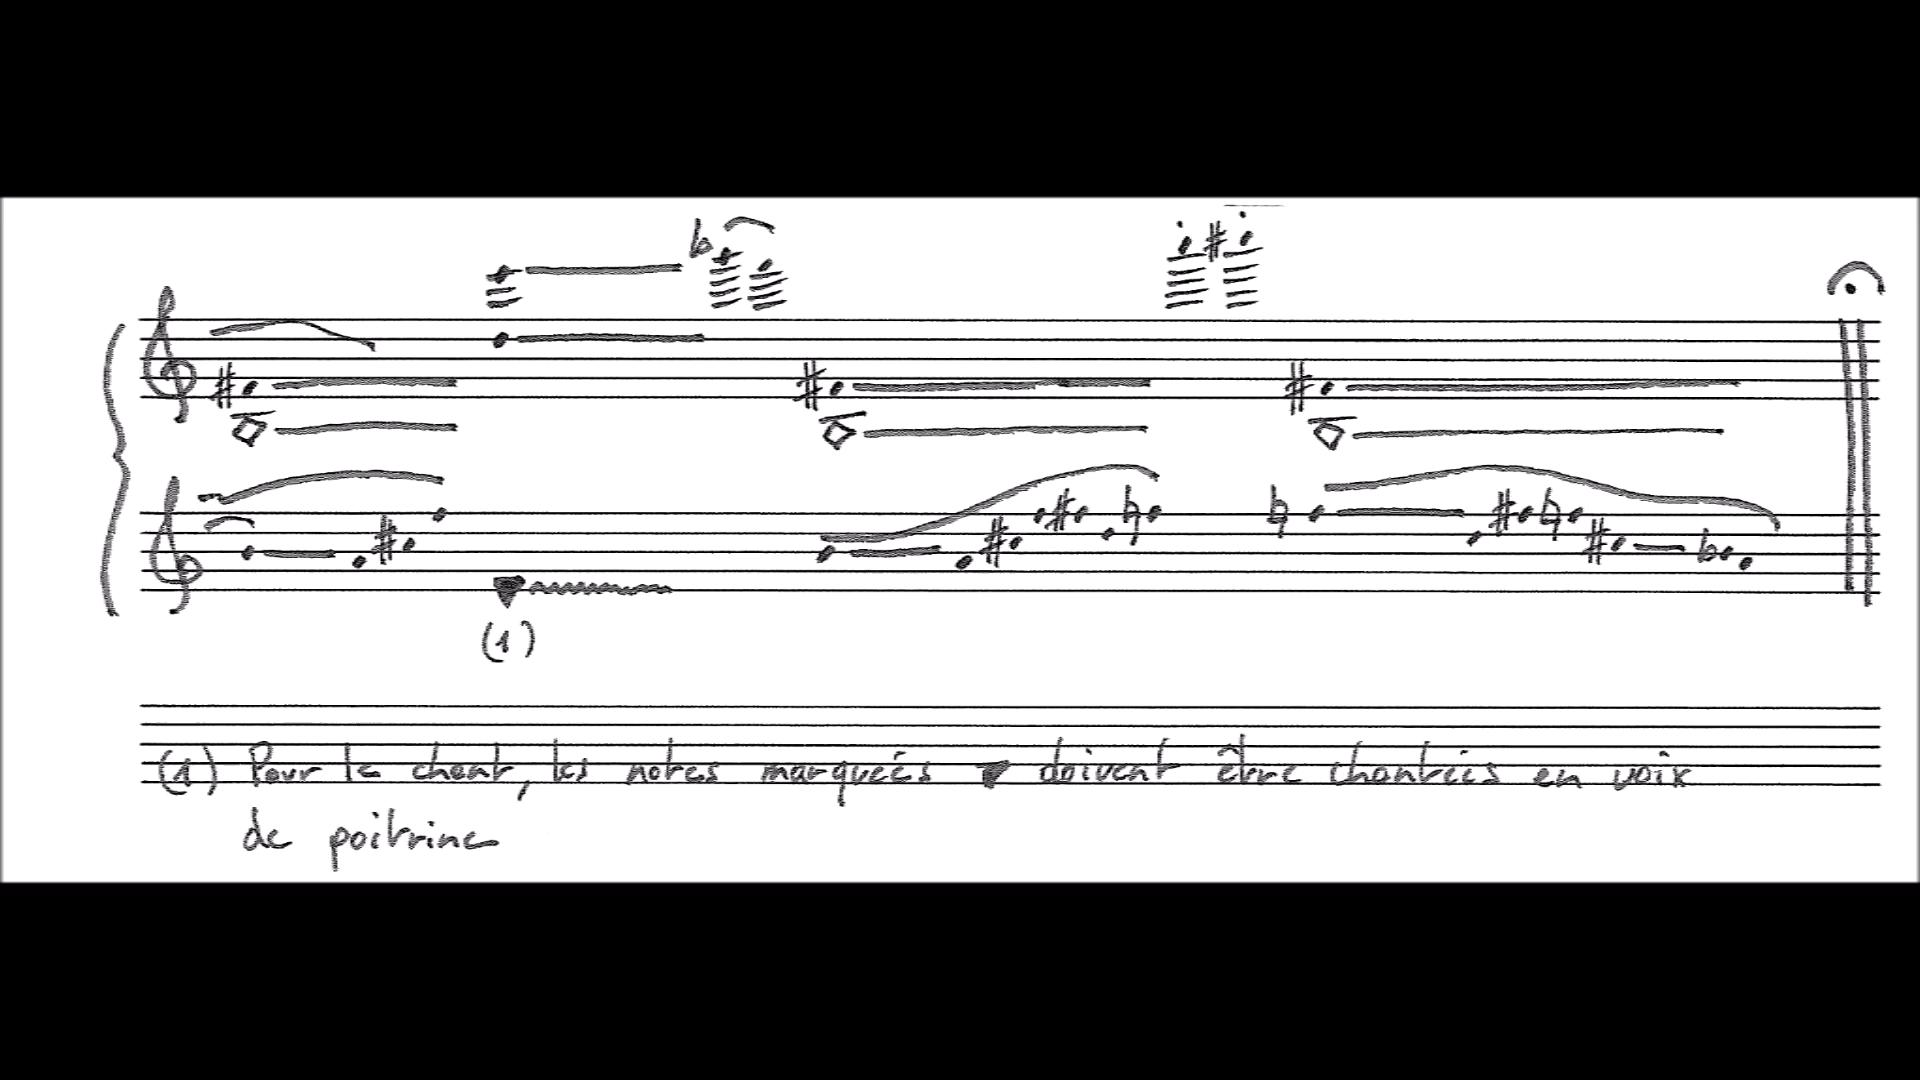 (1)
(1) Pour le chant, les notes marquées doivent être chantées en voix
de poitrine